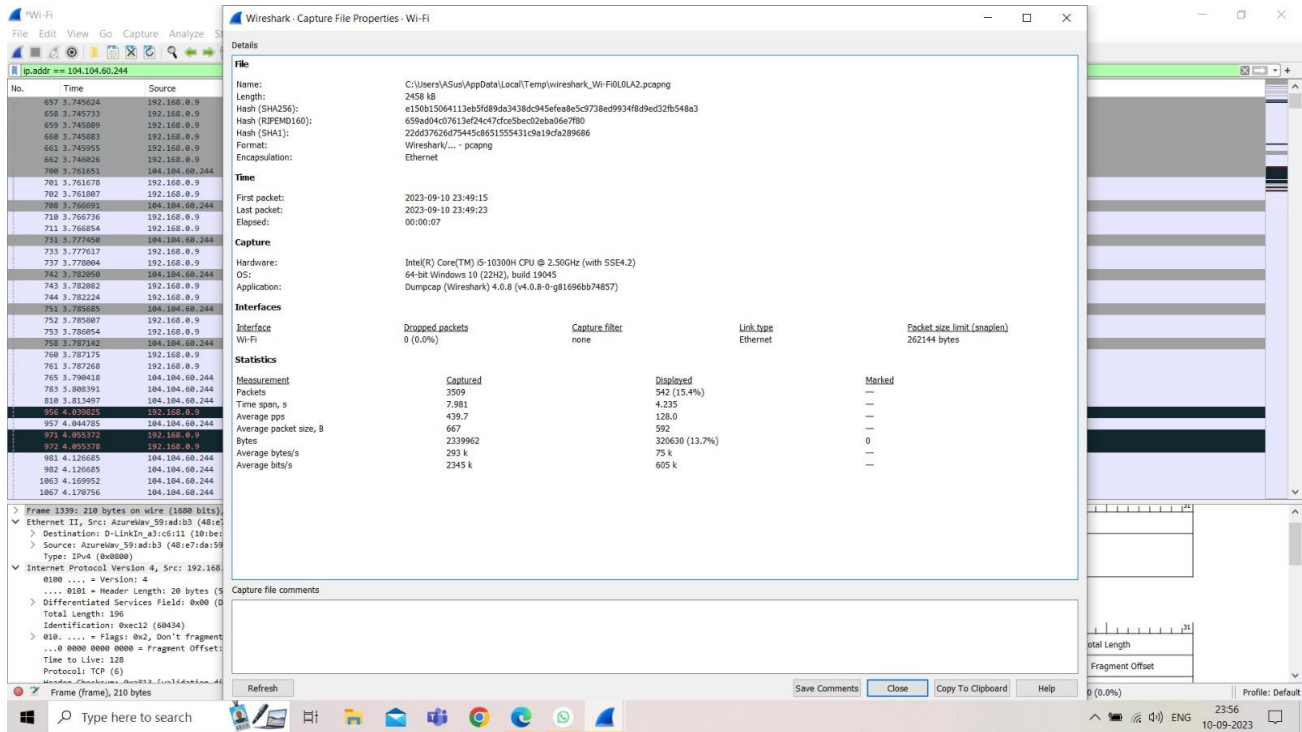 *Wi-Fi
File Edit View Go Capture Analyze St
ip.addr == 104.104.60.244
No. Time Source
657 3.745624 192.168.0.9
658 3.745733 192.168.0.9
659 3.745809 192.168.0.9
660 3.745883 192.168.0.9
661 3.745955 192.168.0.9
662 3.746026 192.168.0.9
700 3.761651 104.104.60.244
701 3.761678 192.168.0.9
702 3.761807 192.168.0.9
708 3.766691 104.104.60.244
710 3.766736 192.168.0.9
711 3.766854 192.168.0.9
731 3.777450 104.104.60.244
733 3.777617 192.168.0.9
737 3.778004 192.168.0.9
742 3.782050 104.104.60.244
743 3.782082 192.168.0.9
744 3.782224 192.168.0.9
751 3.785685 104.104.60.244
752 3.785807 192.168.0.9
753 3.786054 192.168.0.9
758 3.787142 104.104.60.244
760 3.787175 192.168.0.9
761 3.787268 192.168.0.9
765 3.790418 104.104.60.244
783 3.808391 104.104.60.244
810 3.813497 104.104.60.244
956 4.039825 192.168.0.9
957 4.044785 104.104.60.244
971 4.055372 192.168.0.9
972 4.055378 192.168.0.9
981 4.126685 104.104.60.244
982 4.126685 104.104.60.244
1063 4.169952 104.104.60.244
1067 4.170756 104.104.60.244
Frame 1339: 210 bytes on wire (1680 bits),
Ethernet II, Src: AzureWav_59:ad:b3 (48:e7
Destination: D-LinkIn_a3:c6:11 (10:be:
Source: AzureWav_59:ad:b3 (48:e7:da:59
Type: IPv4 (0x0800)
Internet Protocol Version 4, Src: 192.168.
0100 .... = Version: 4
.... 0101 = Header Length: 20 bytes (5
Differentiated Services Field: 0x00 (D
Total Length: 196
Identification: 0xec12 (60434)
010. .... = Flags: 0x2, Don't fragment
...0 0000 0000 0000 = Fragment Offset:
Time to Live: 128
Protocol: TCP (6)
Frame (frame), 210 bytes
Wireshark · Capture File Properties · Wi-Fi
Details
File
Name: C:\Users\ASus\AppData\Local\Temp\wireshark_Wi-Fi0L0LA2.pcapng
Length: 2458 kB
Hash (SHA256): e150b15064113eb5fd89da3438dc945efea8e5c9738ed9934f8d9ed32fb548a3
Hash (RIPEMD160): 659ad04c07613ef24c47cfce5bec02eba06e7f80
Hash (SHA1): 22dd37626d75445c8651555431c9a19cfa289686
Format: Wireshark/... - pcapng
Encapsulation: Ethernet
Time
First packet: 2023-09-10 23:49:15
Last packet: 2023-09-10 23:49:23
Elapsed: 00:00:07
Capture
Hardware: Intel(R) Core(TM) i5-10300H CPU @ 2.50GHz (with SSE4.2)
OS: 64-bit Windows 10 (22H2), build 19045
Application: Dumpcap (Wireshark) 4.0.8 (v4.0.8-0-g81696bb74857)
Interfaces
Interface Dropped packets Capture filter Link type Packet size limit (snaplen)
Wi-Fi 0 (0.0%) none Ethernet 262144 bytes
Statistics
Measurement Captured Displayed Marked
Packets 3509 542 (15.4%) —
Time span, s 7.981 4.235 —
Average pps 439.7 128.0 —
Average packet size, B 667 592 —
Bytes 2339962 320630 (13.7%) 0
Average bytes/s 293 k 75 k —
Average bits/s 2345 k 605 k —
Capture file comments
Refresh Save Comments Close Copy To Clipboard Help
31
31
otal Length
Fragment Offset
0 (0.0%) Profile: Default
Type here to search
ENG 23:56
10-09-2023